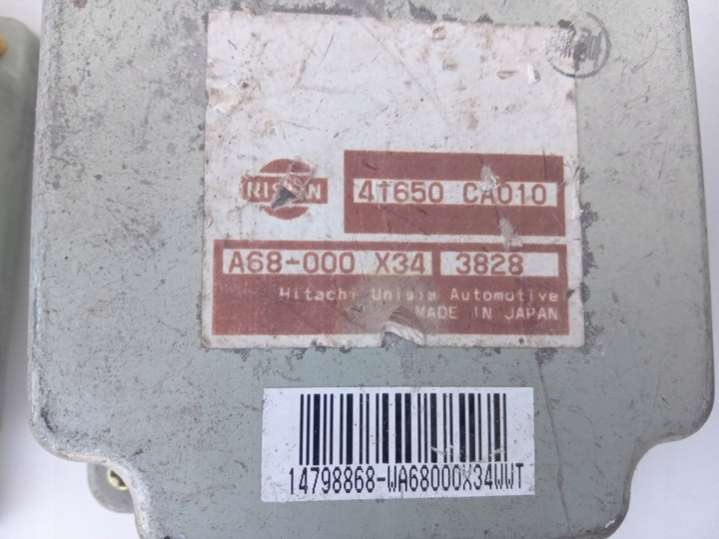 NISSAN
41650 CA010
A68-000 X34 3828
Hitachi Unisia Automotive
MADE IN JAPAN
14798868-WA68000X34WWT